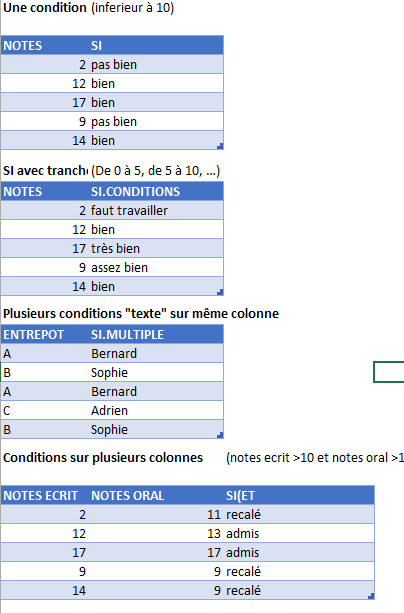 Une condition (inferieur à 10)
NOTES SI
2 pas bien
12 bien
17 bien
9 pas bien
14 bien
SI avec tranch (De 0 à 5, de 5 à 10, ...)
NOTES SI.CONDITIONS
2 faut travailler
12 bien
17 très bien
9 assez bien
14 bien
Plusieurs conditions "texte" sur même colonne
ENTREPOT SI.MULTIPLE
A Bernard
B Sophie
A Bernard
C Adrien
B Sophie
Conditions sur plusieurs colonnes (notes ecrit >10 et notes oral >1
NOTES ECRIT NOTES ORAL SI(ET
2 11 recalé
12 13 admis
17 17 admis
9 9 recalé
14 9 recalé